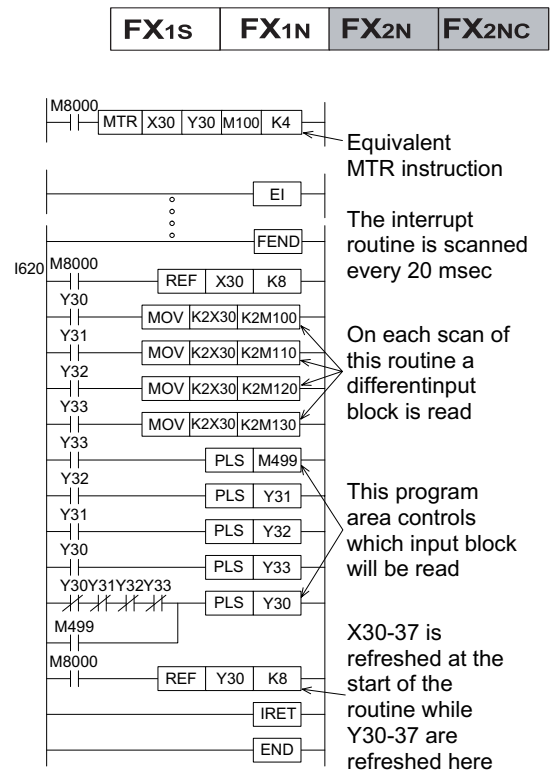 FX1S FX1N FX2N FX2NC
M8000
MTR X30 Y30 M100 K4
Equivalent
MTR instruction
EI
FEND
The interrupt
routine is scanned
every 20 msec
I620 M8000
REF X30 K8
Y30
MOV K2X30 K2M100
Y31
MOV K2X30 K2M110
Y32
MOV K2X30 K2M120
Y33
MOV K2X30 K2M130
On each scan of
this routine a
differentinput
block is read
Y33
PLS M499
Y32
PLS Y31
Y31
PLS Y32
Y30
PLS Y33
Y30Y31Y32Y33
PLS Y30
M499
This program
area controls
which input block
will be read
M8000
REF Y30 K8
IRET
END
X30-37 is
refreshed at the
start of the
routine while
Y30-37 are
refreshed here